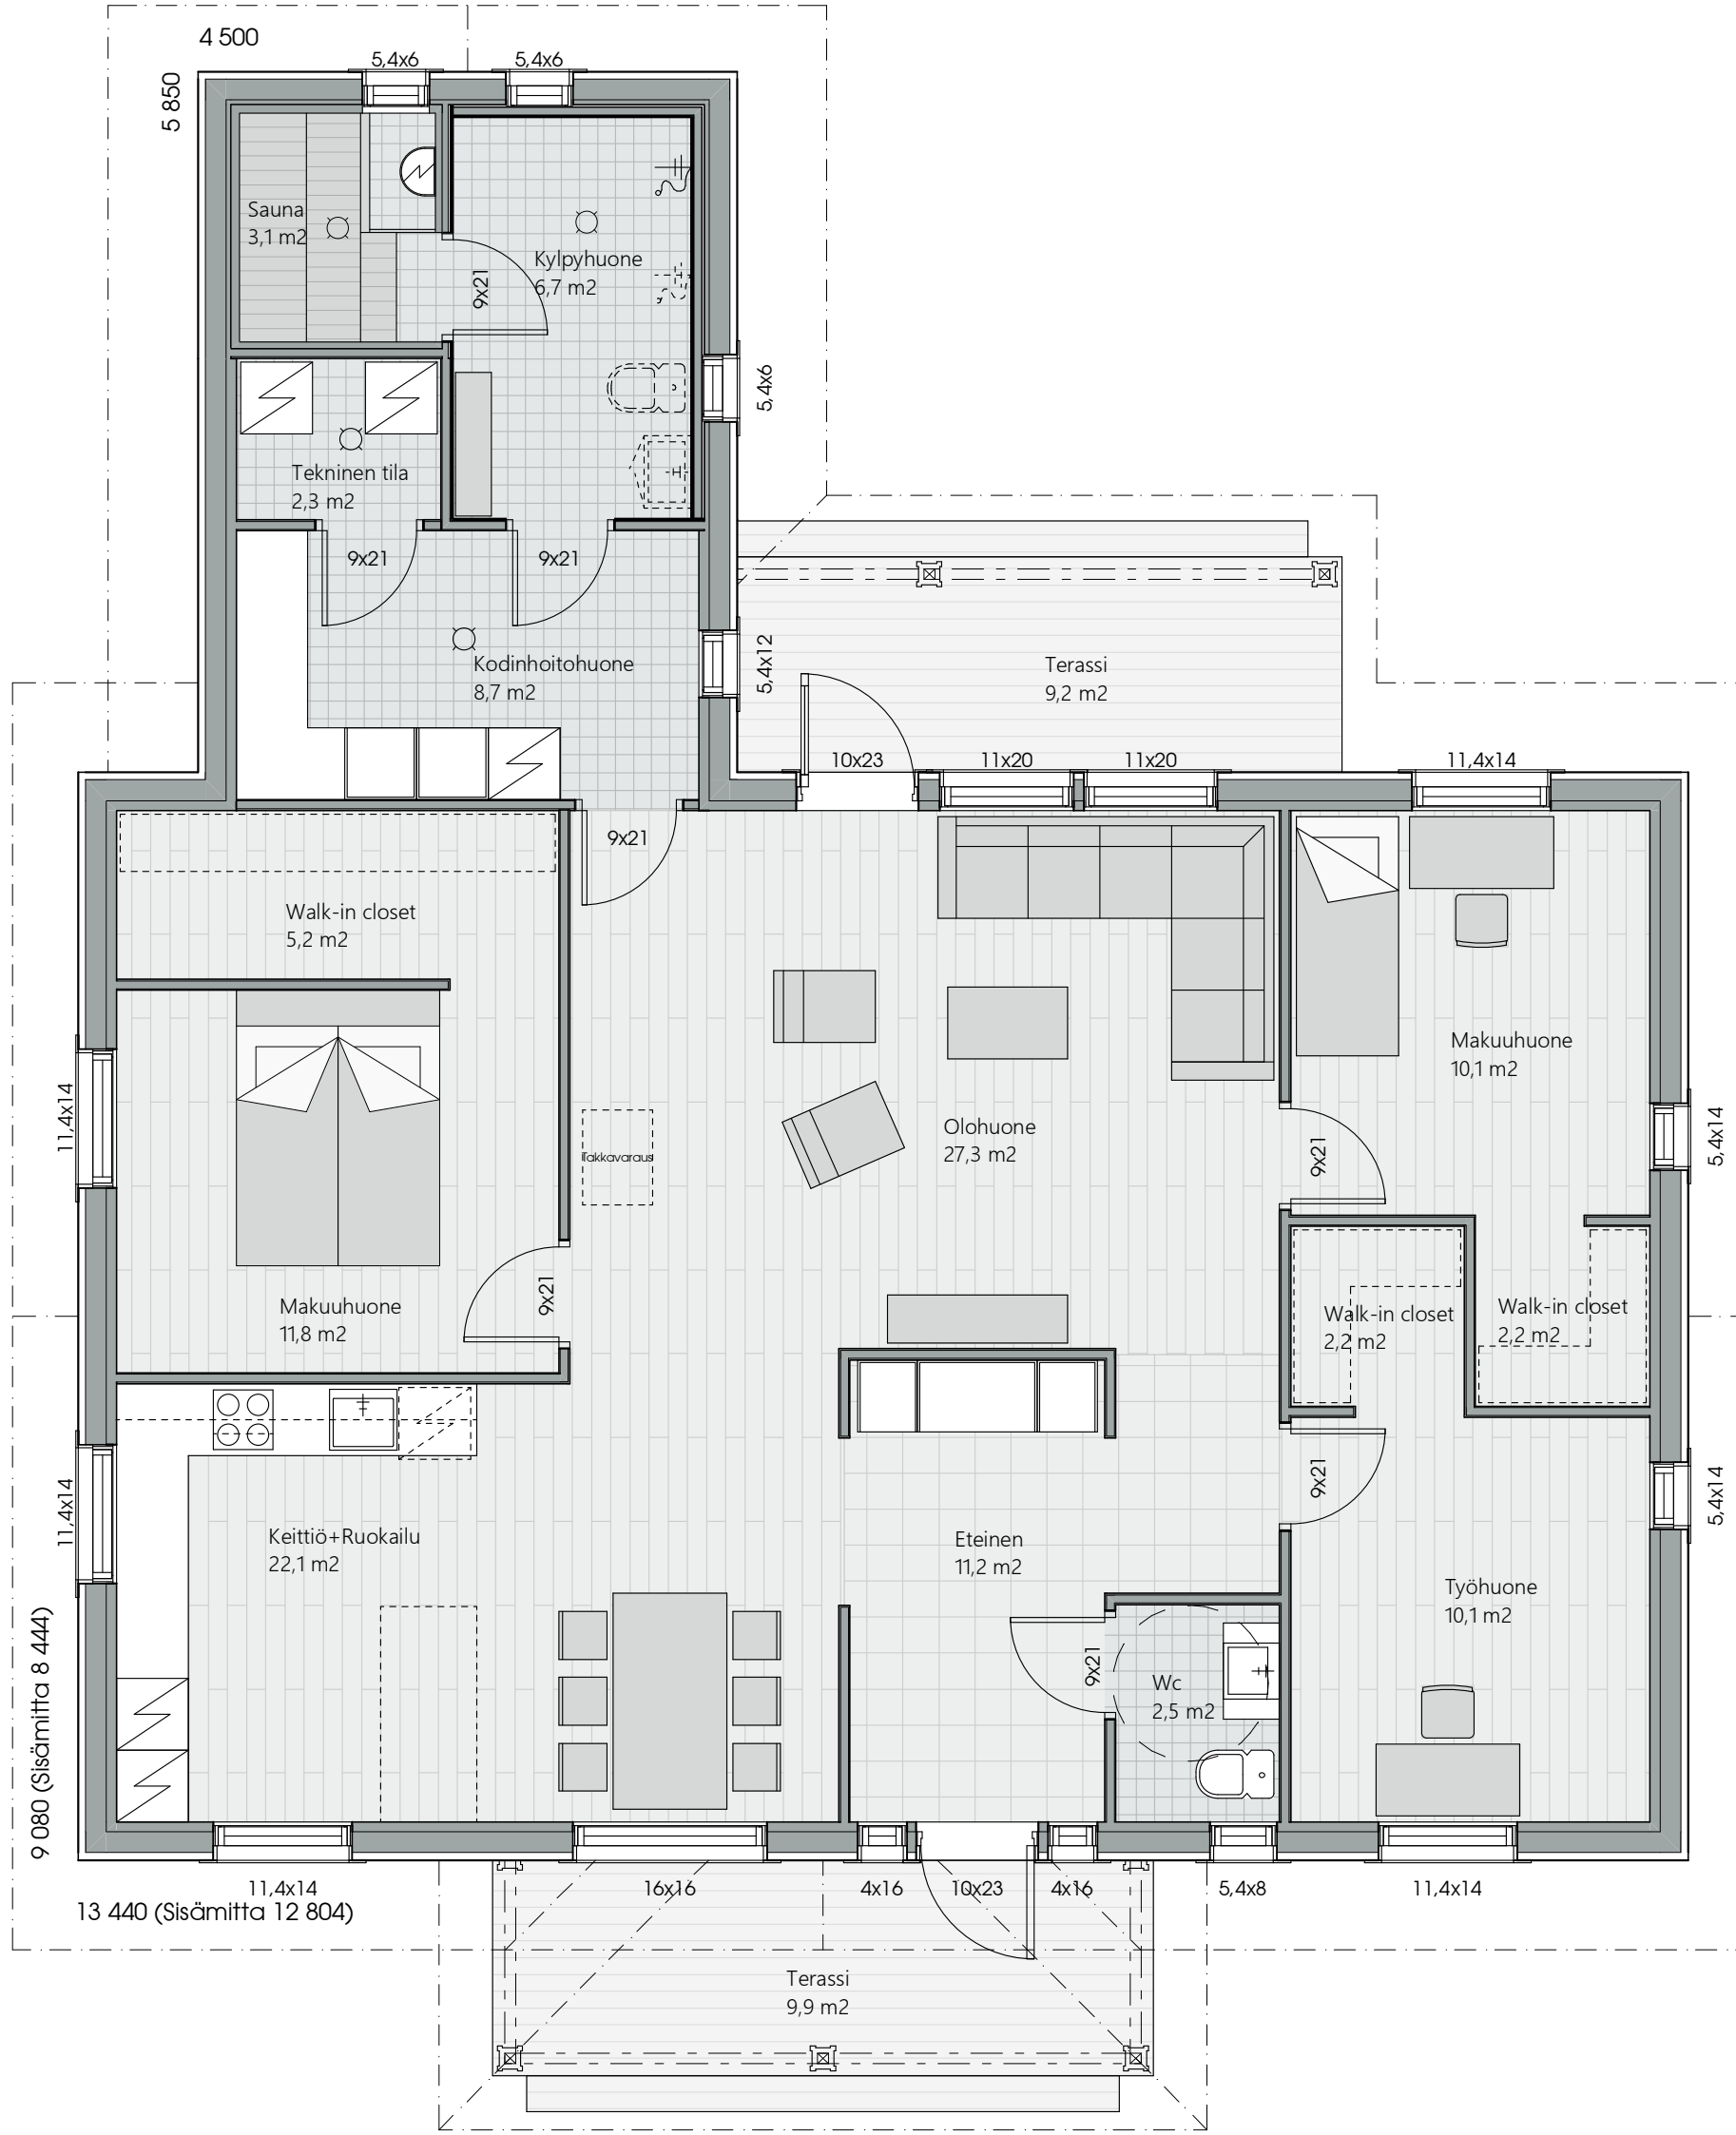 4 500
5 850
5,4x6
5,4x6
Sauna
3,1 m2
Kylpyhuone
6,7 m2
9x21
5,4x6
Tekninen tila
2,3 m2
9x21
9x21
Kodinhoitohuone
8,7 m2
5,4x12
Terassi
9,2 m2
10x23
11x20
11x20
11,4x14
9x21
Walk-in closet
5,2 m2
Makuuhuone
10,1 m2
11,4x14
Takkavaraus
Olohuone
27,3 m2
9x21
5,4x14
Makuuhuone
11,8 m2
9x21
Walk-in closet
2,2 m2
Walk-in closet
2,2 m2
11,4x14
Keittiö+Ruokailu
22,1 m2
Eteinen
11,2 m2
9x21
5,4x14
Työhuone
10,1 m2
9x21
Wc
2,5 m2
9 080 (Sisämitta 8 444)
11,4x14
16x16
4x16
10x23
4x16
5,4x8
11,4x14
13 440 (Sisämitta 12 804)
Terassi
9,9 m2